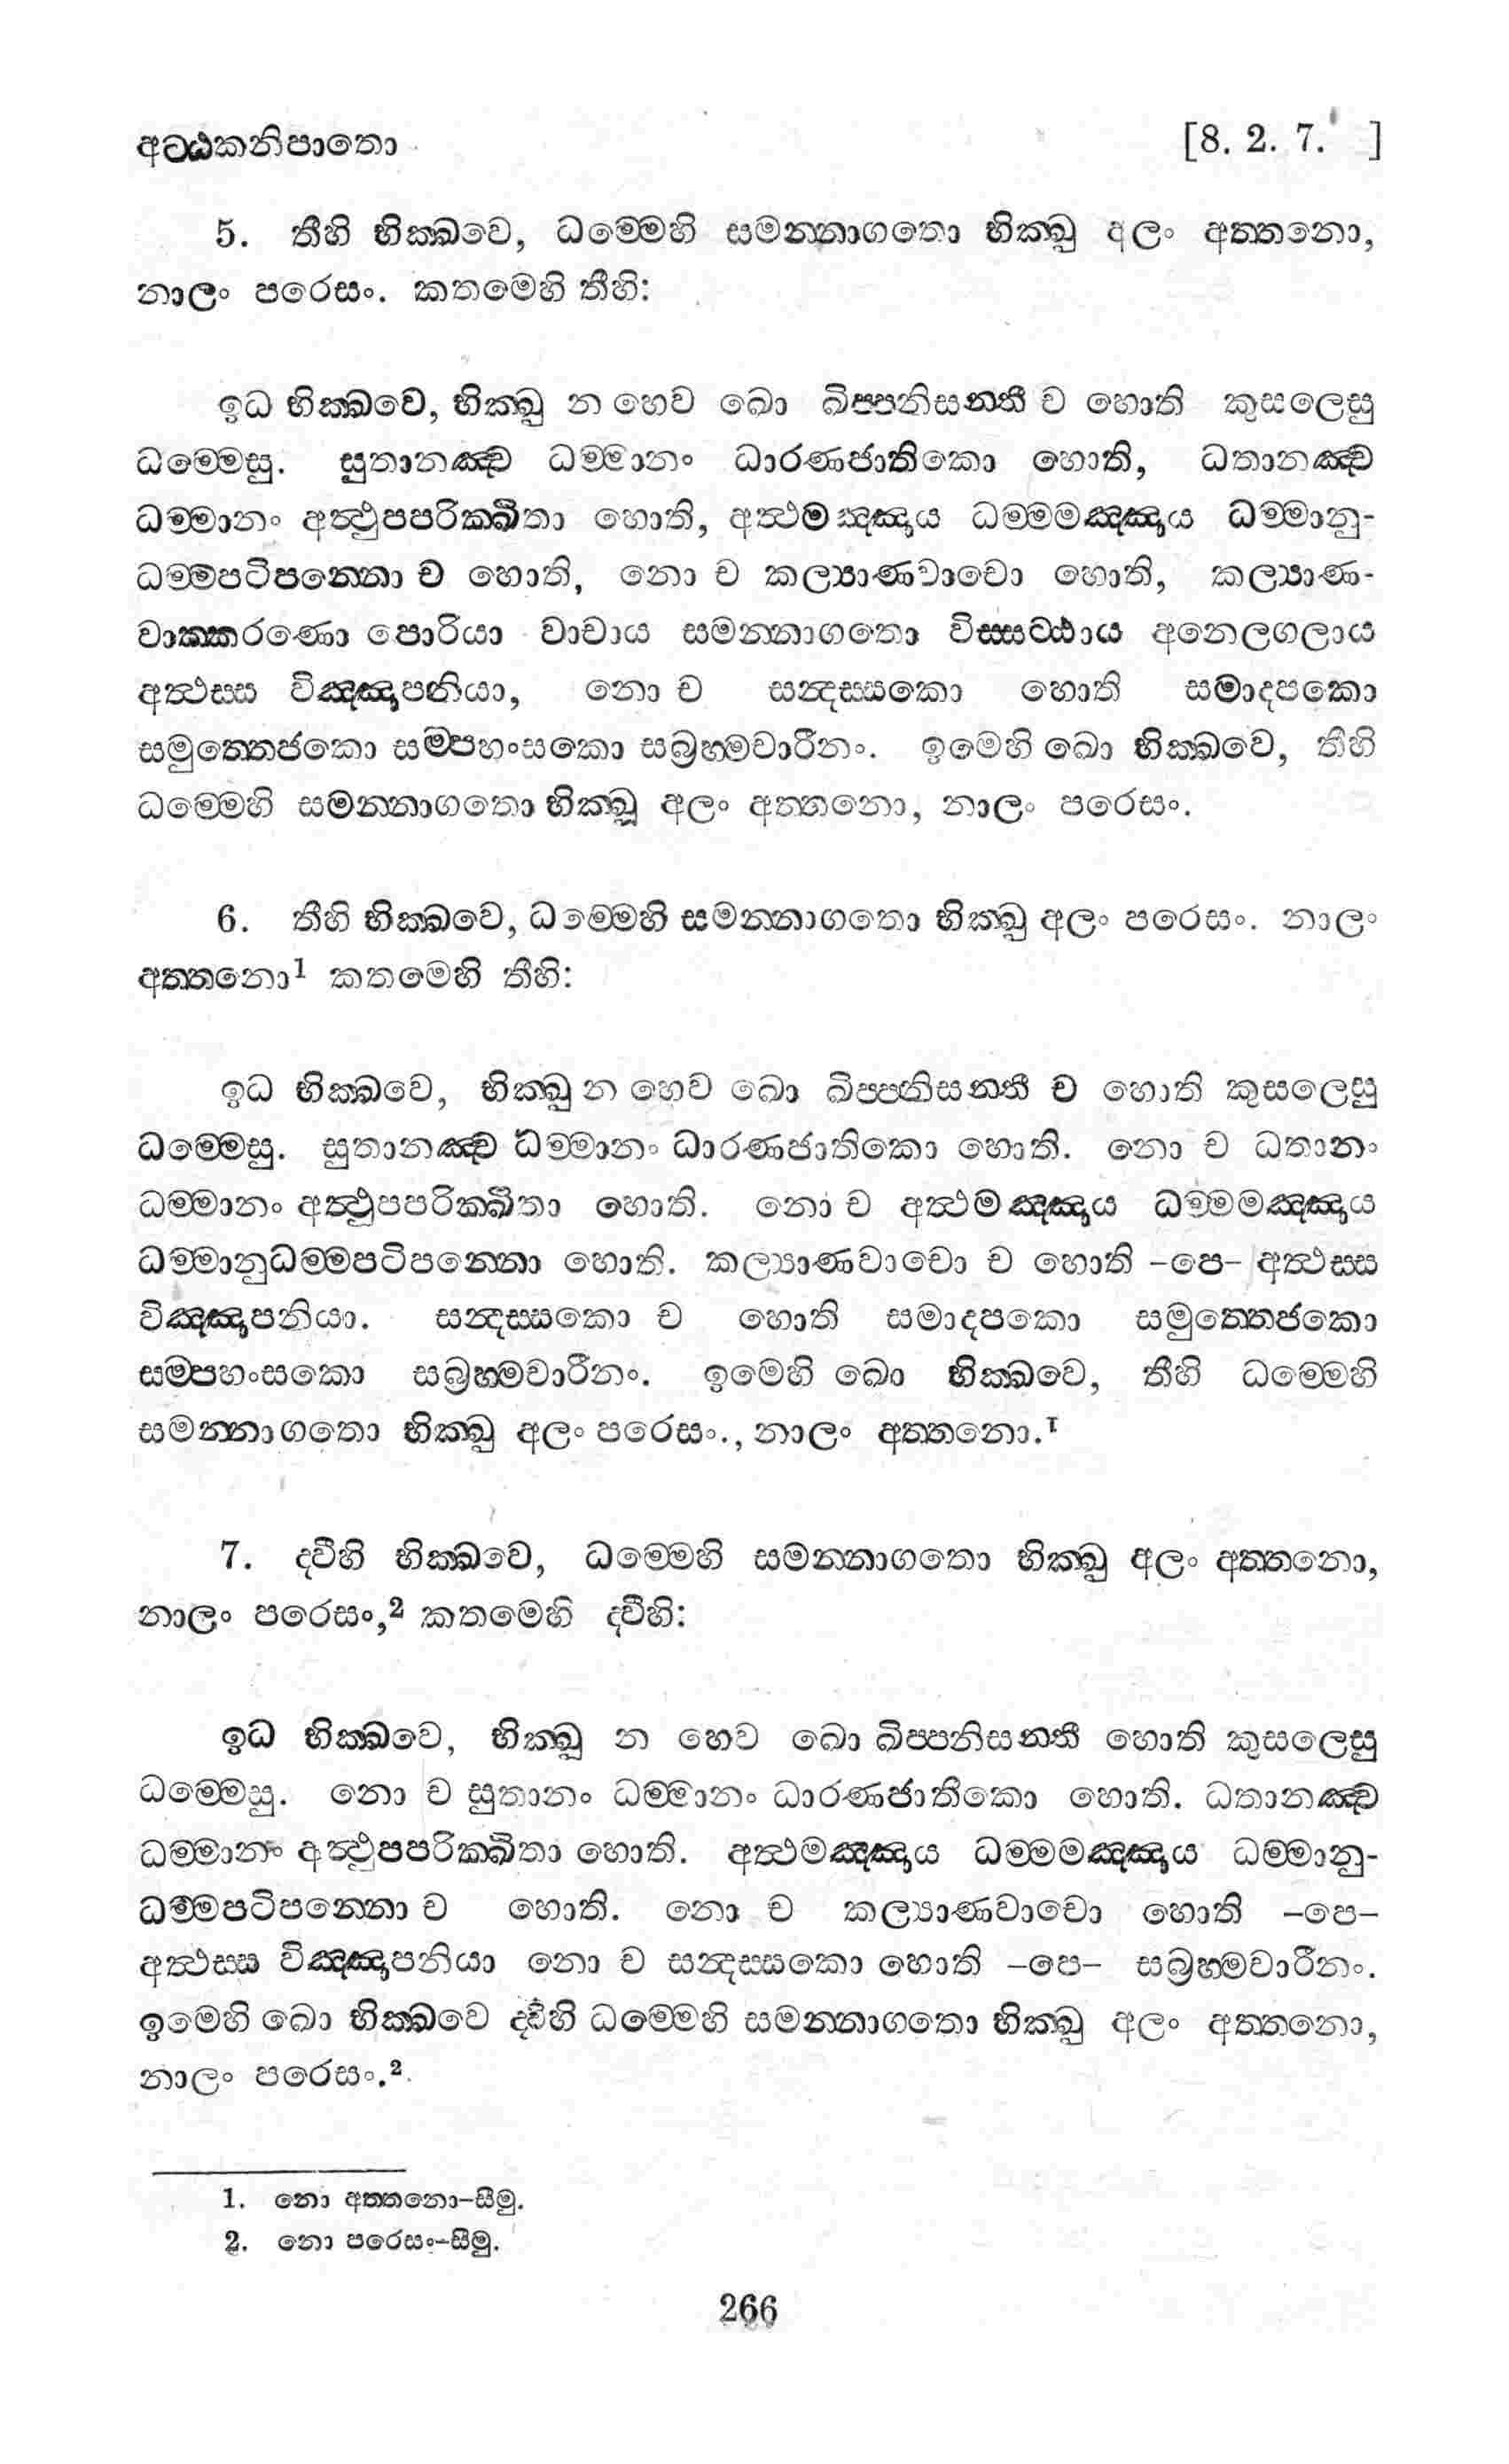 අට්ඨකනිපාතො [8. 2. 7. ]
5. තීහි භික්ඛවෙ, ධම්මෙහි සමන්නාගතො භික්ඛු අලං අත්තනො,
නාලං පරෙසං. කතමෙහි තීහි:
ඉධ භික්ඛවෙ, භික්ඛු න හෙව ඛො ඛිප්පනිසන්තී ච හොති කුසලෙසු
ධම්මෙසු. සුතානඤ්ච ධම්මානං ධාරණජාතිකො හොති, ධතානඤ්ච
ධම්මානං අත්ථුපපරික්ඛිතා හොති, අත්ථමඤ්ඤාය ධම්මමඤ්ඤාය ධම්මානු-
ධම්මපටිපන්නො ච හොති, නො ච කල්‍යාණවාචො හොති, කල්‍යාණ-
වාක්කරණො පොරියා වාචාය සමන්නාගතො විස්සට්ඨාය අනෙලගලාය
අත්ථස්ස විඤ්ඤාපනියා, නො ච සන්දස්සකො හොති සමාදපකො
සමුත්තෙජකො සම්පහංසකො සබ්‍රහ්මචාරීනං. ඉමෙහි ඛො භික්ඛවෙ, තීහි
ධම්මෙහි සමන්නාගතො භික්ඛූ අලං අත්තනො, නාලං පරෙසං.
6. තීහි භික්ඛවෙ, ධම්මෙහි සමන්නාගතො භික්ඛු අලං පරෙසං. නාලං
අත්තනො¹ කතමෙහි තීහි:
ඉධ භික්ඛවෙ, භික්ඛු න හෙව ඛො ඛිප්පනිසන්තී ච හොති කුසලෙසු
ධම්මෙසු. සුතානඤ්ච ධම්මානං ධාරණජාතිකො හොති. නො ච ධතානං
ධම්මානං අත්ථුපපරික්ඛිතා හොති. නො ච අත්ථමඤ්ඤාය ධම්මමඤ්ඤාය
ධම්මානුධම්මපටිපන්නො හොති. කල්‍යාණවාචො ච හොති –පෙ– අත්ථස්ස
විඤ්ඤාපනියා. සන්දස්සකො ච හොති සමාදපකො සමුත්තෙජකො
සම්පහංසකො සබ්‍රහ්මචාරීනං. ඉමෙහි ඛො භික්ඛවෙ, තීහි ධම්මෙහි
සමන්නාගතො භික්ඛු අලං පරෙසං., නාලං අත්තනො.¹
7. ද්වීහි භික්ඛවෙ, ධම්මෙහි සමන්නාගතො භික්ඛු අලං අත්තනො,
නාලං පරෙසං,² කතමෙහි ද්වීහි:
ඉධ භික්ඛවෙ, භික්ඛූ න හෙව ඛො ඛිප්පනිසන්තී හොති කුසලෙසු
ධම්මෙසු. නො ච සුතානං ධම්මානං ධාරණජාතිකො හොති. ධතානඤ්ච
ධම්මානං අත්ථුපපරික්ඛිතා හොති. අත්ථමඤ්ඤාය ධම්මමඤ්ඤාය ධම්මානු-
ධම්මපටිපන්නො ච හොති. නො ච කල්‍යාණවාචො හොති –පෙ–
අත්ථස්ස විඤ්ඤාපනියා නො ච සන්දස්සකො හොති –පෙ– සබ්‍රහ්මචාරීනං.
ඉමෙහි ඛො භික්ඛවෙ ද්වීහි ධම්මෙහි සමන්නාගතො භික්ඛු අලං අත්තනො,
නාලං පරෙසං.²
1. නො අත්තනො–සීමු.
2. නො පරෙසං–සීමු.
266